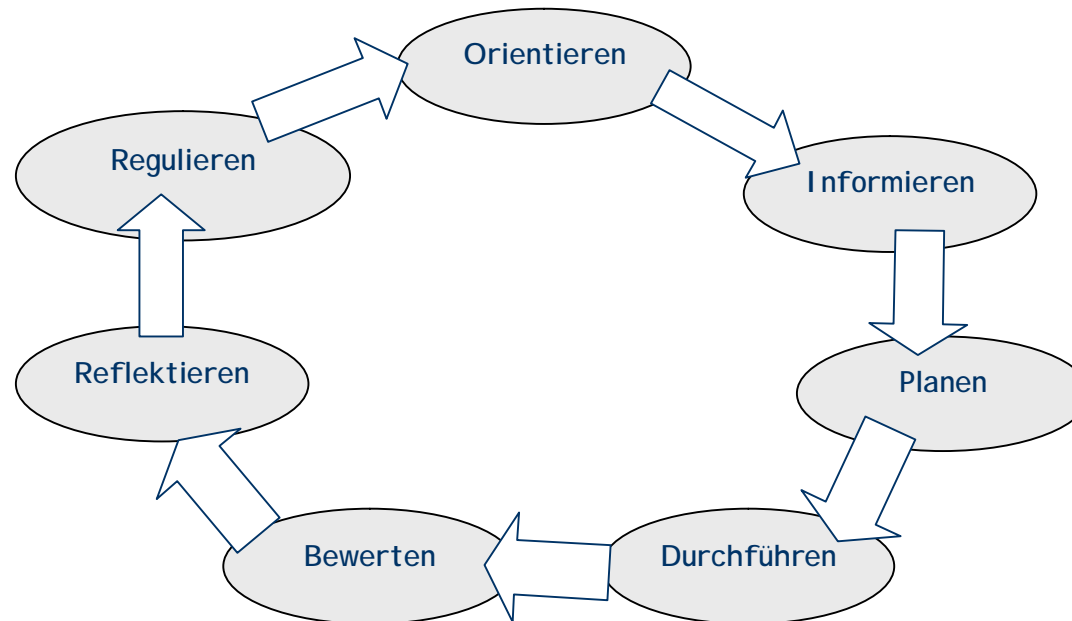 Orientieren
Informieren
Planen
Durchführen
Bewerten
Reflektieren
Regulieren